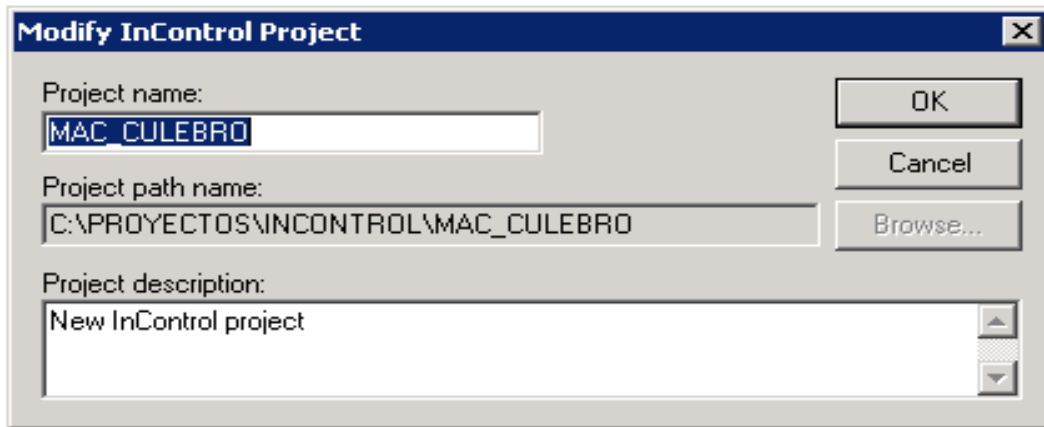 Modify InControl Project
Project name:
MAC_CULEBRO
OK
Cancel
Project path name:
C:\PROYECTOS\INCONTROL\MAC_CULEBRO
Browse...
Project description:
New InControl project